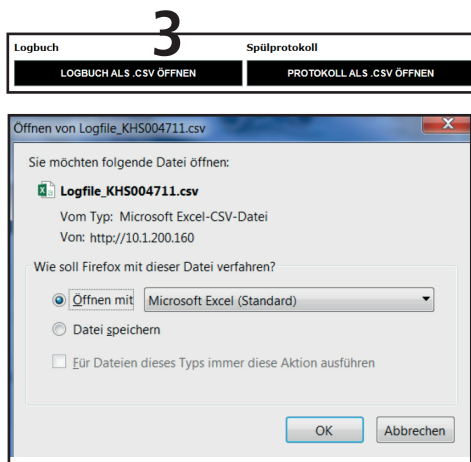 3
Logbuch Spülprotokoll
LOGBUCH ALS .CSV ÖFFNEN PROTOKOLL ALS .CSV ÖFFNEN
Öffnen von Logfile_KHS004711.csv
Sie möchten folgende Datei öffnen:
Logfile_KHS004711.csv
Vom Typ: Microsoft Excel-CSV-Datei
Von: http://10.1.200.160
Wie soll Firefox mit dieser Datei verfahren?
Öffnen mit Microsoft Excel (Standard)
Datei speichern
Für Dateien dieses Typs immer diese Aktion ausführen
OK Abbrechen